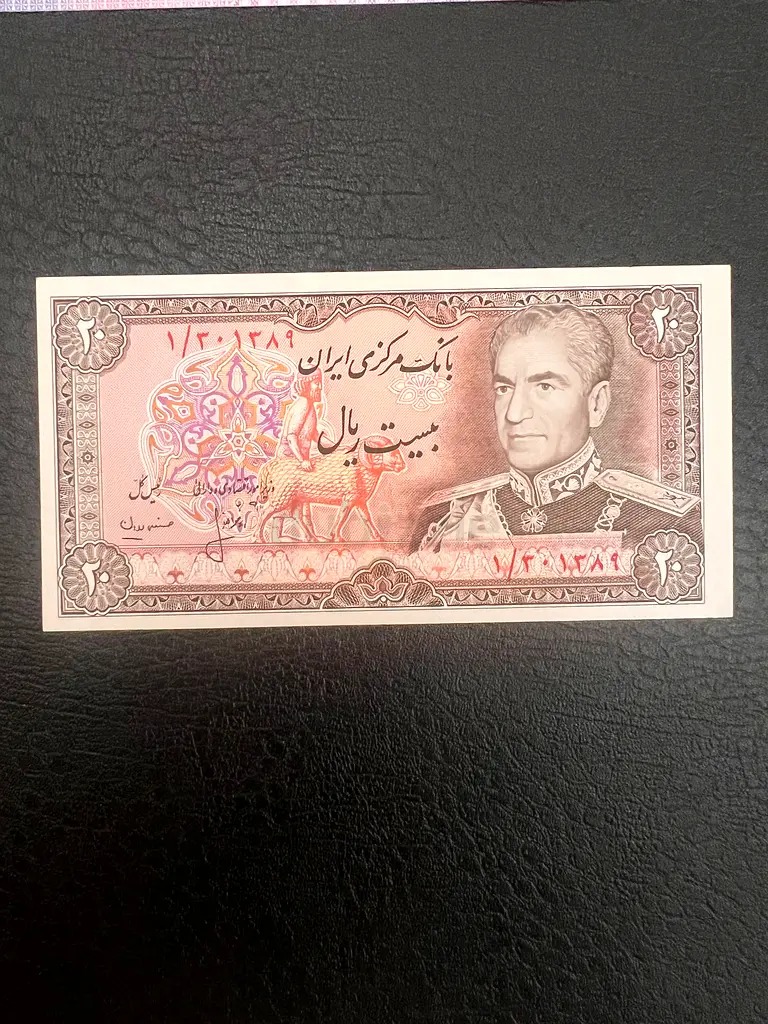 ۲۰
۲۰
۱/۳۰۱۳۸۹
بانک مرکزی ایران
بیست ریال
وزیر امور اقتصادی و دارائی
رئیس کل
۱/۳۰۱۳۸۹
۲۰
۲۰